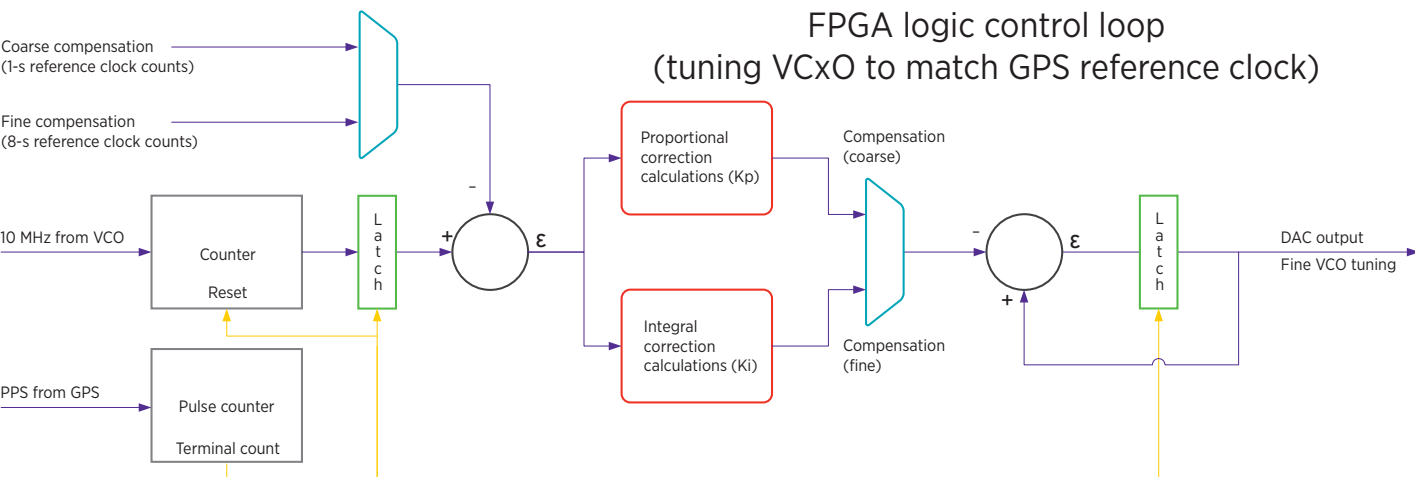 FPGA logic control loop
(tuning VCxO to match GPS reference clock)
Coarse compensation
(1-s reference clock counts)
Fine compensation
(8-s reference clock counts)
-
10 MHz from VCO
Counter
Reset
L
a
t
c
h
+
ε
Proportional
correction
calculations (Kp)
Compensation
(coarse)
Integral
correction
calculations (Ki)
Compensation
(fine)
-
+
ε
L
a
t
c
h
DAC output
Fine VCO tuning
PPS from GPS
Pulse counter
Terminal count